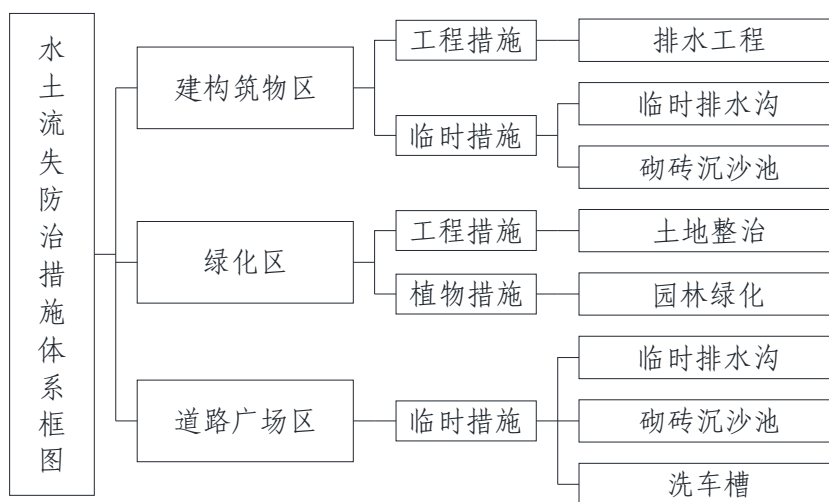 水土流失防治措施体系框图
建构筑物区
工程措施
排水工程
临时措施
临时排水沟
砌砖沉沙池
绿化区
工程措施
土地整治
植物措施
园林绿化
道路广场区
临时措施
临时排水沟
砌砖沉沙池
洗车槽